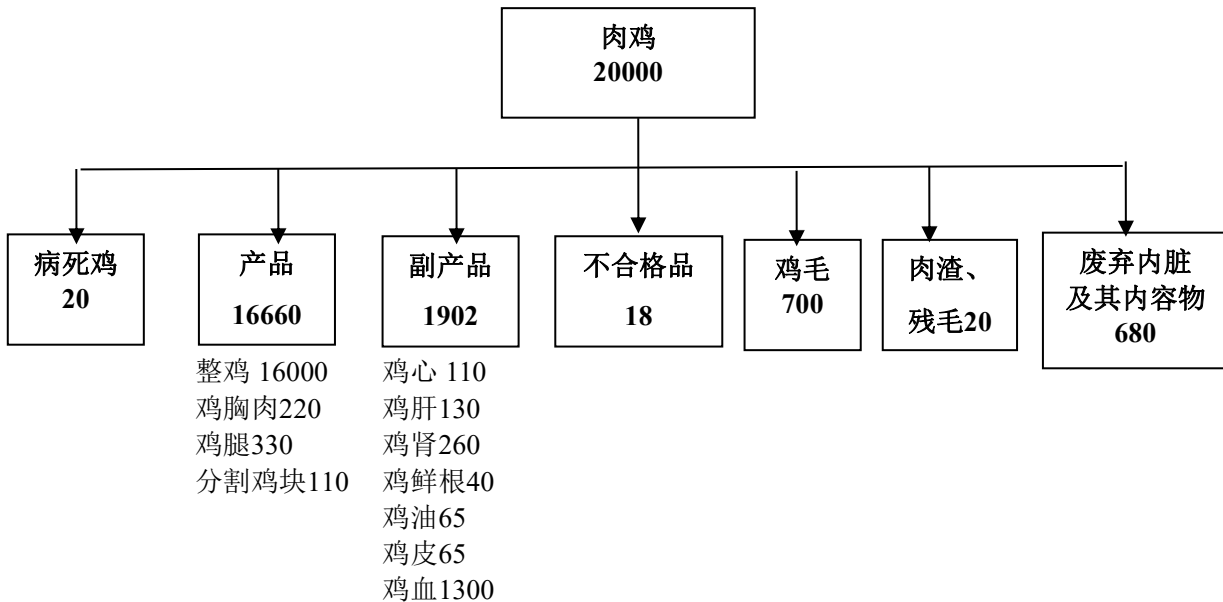 肉鸡
20000
病死鸡
20
产品
16660
副产品
1902
不合格品
18
鸡毛
700
肉渣、
残毛20
废弃内脏
及其内容物
680
整鸡 16000
鸡胸肉220
鸡腿330
分割鸡块110
鸡心 110
鸡肝130
鸡肾260
鸡鲜根40
鸡油65
鸡皮65
鸡血1300